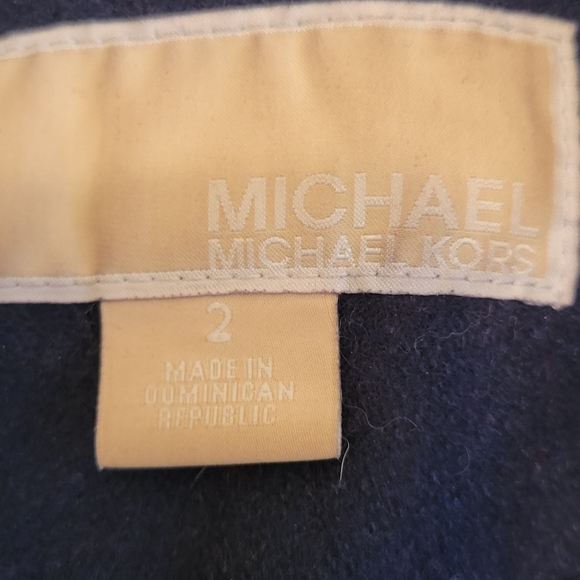 MICHAEL
MICHAEL KORS
2
MADE IN
DOMINICAN
REPUBLIC